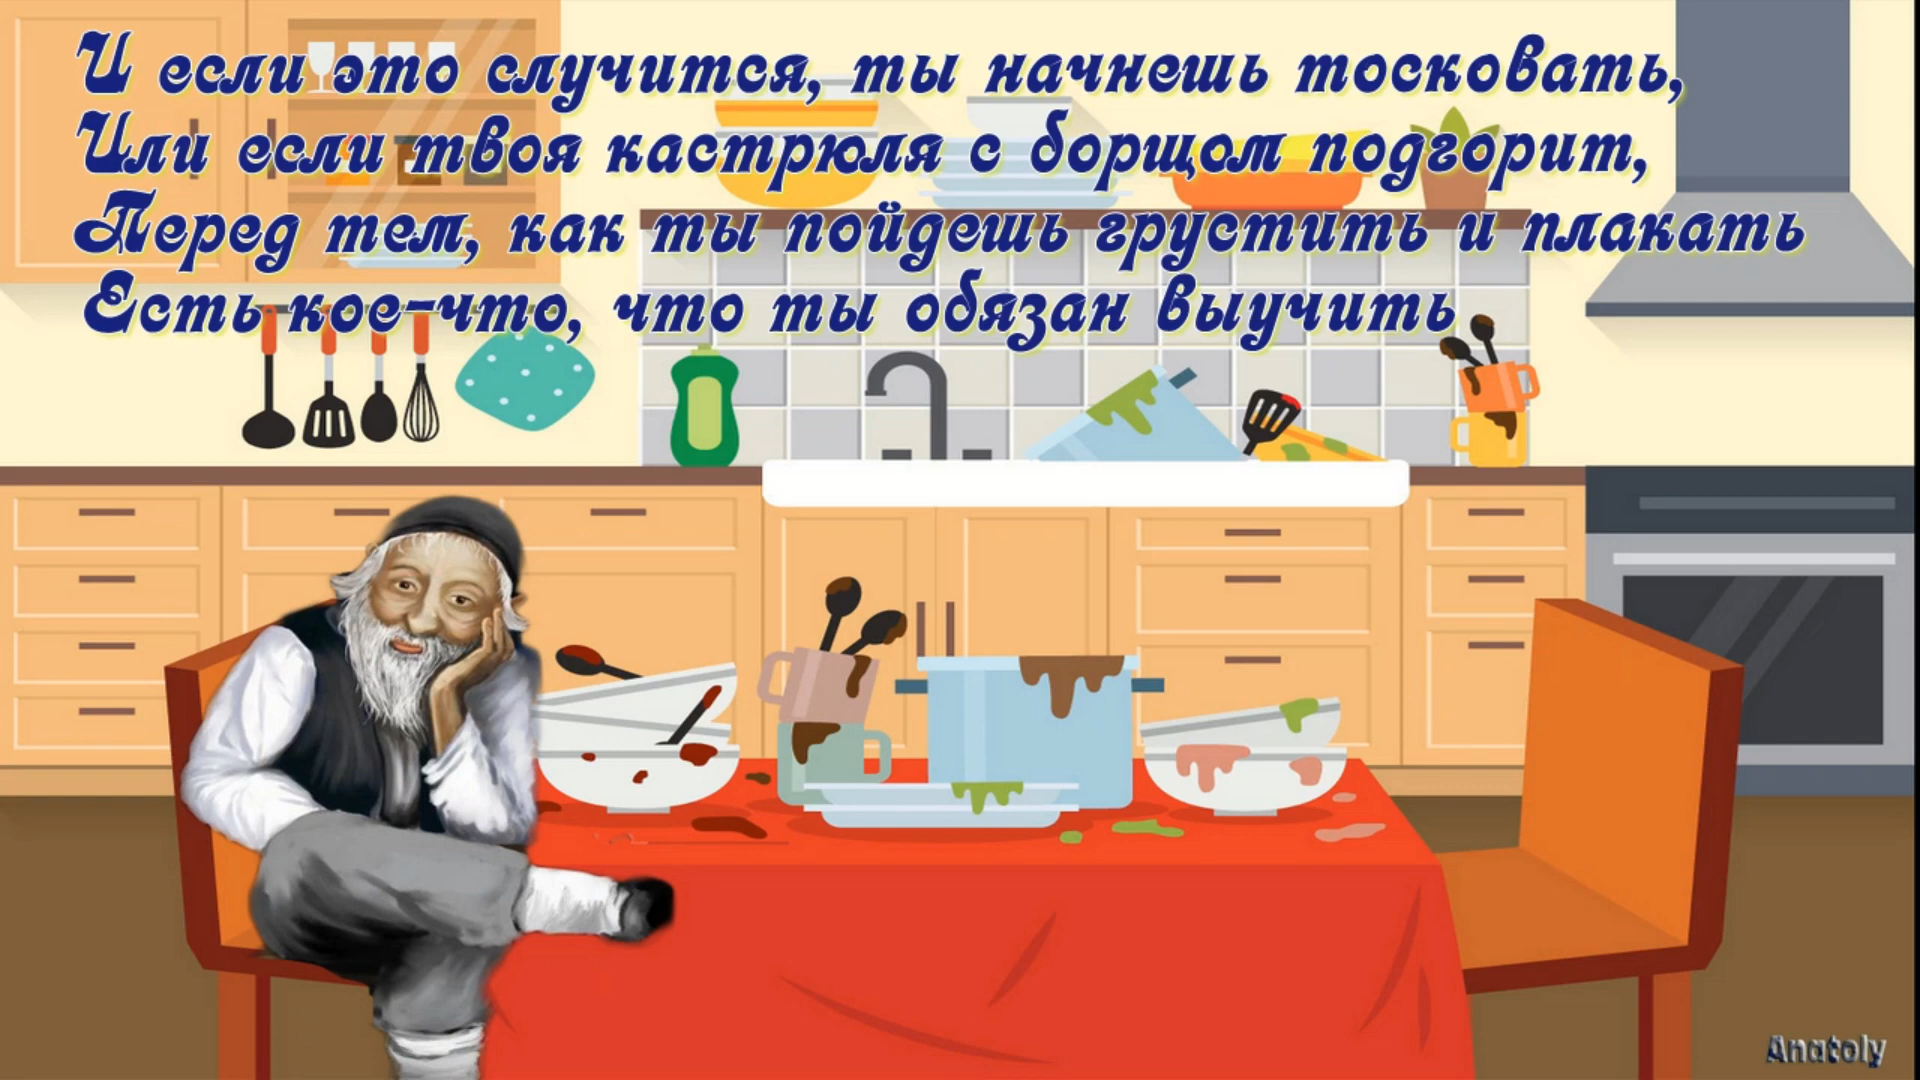 И если это случится, ты начнешь тосковать,
Или если твоя кастрюля с борщом подгорит,
Перед тем, как ты пойдешь грустить и плакать
Есть кое-что, что ты обязан выучить
Anatoly